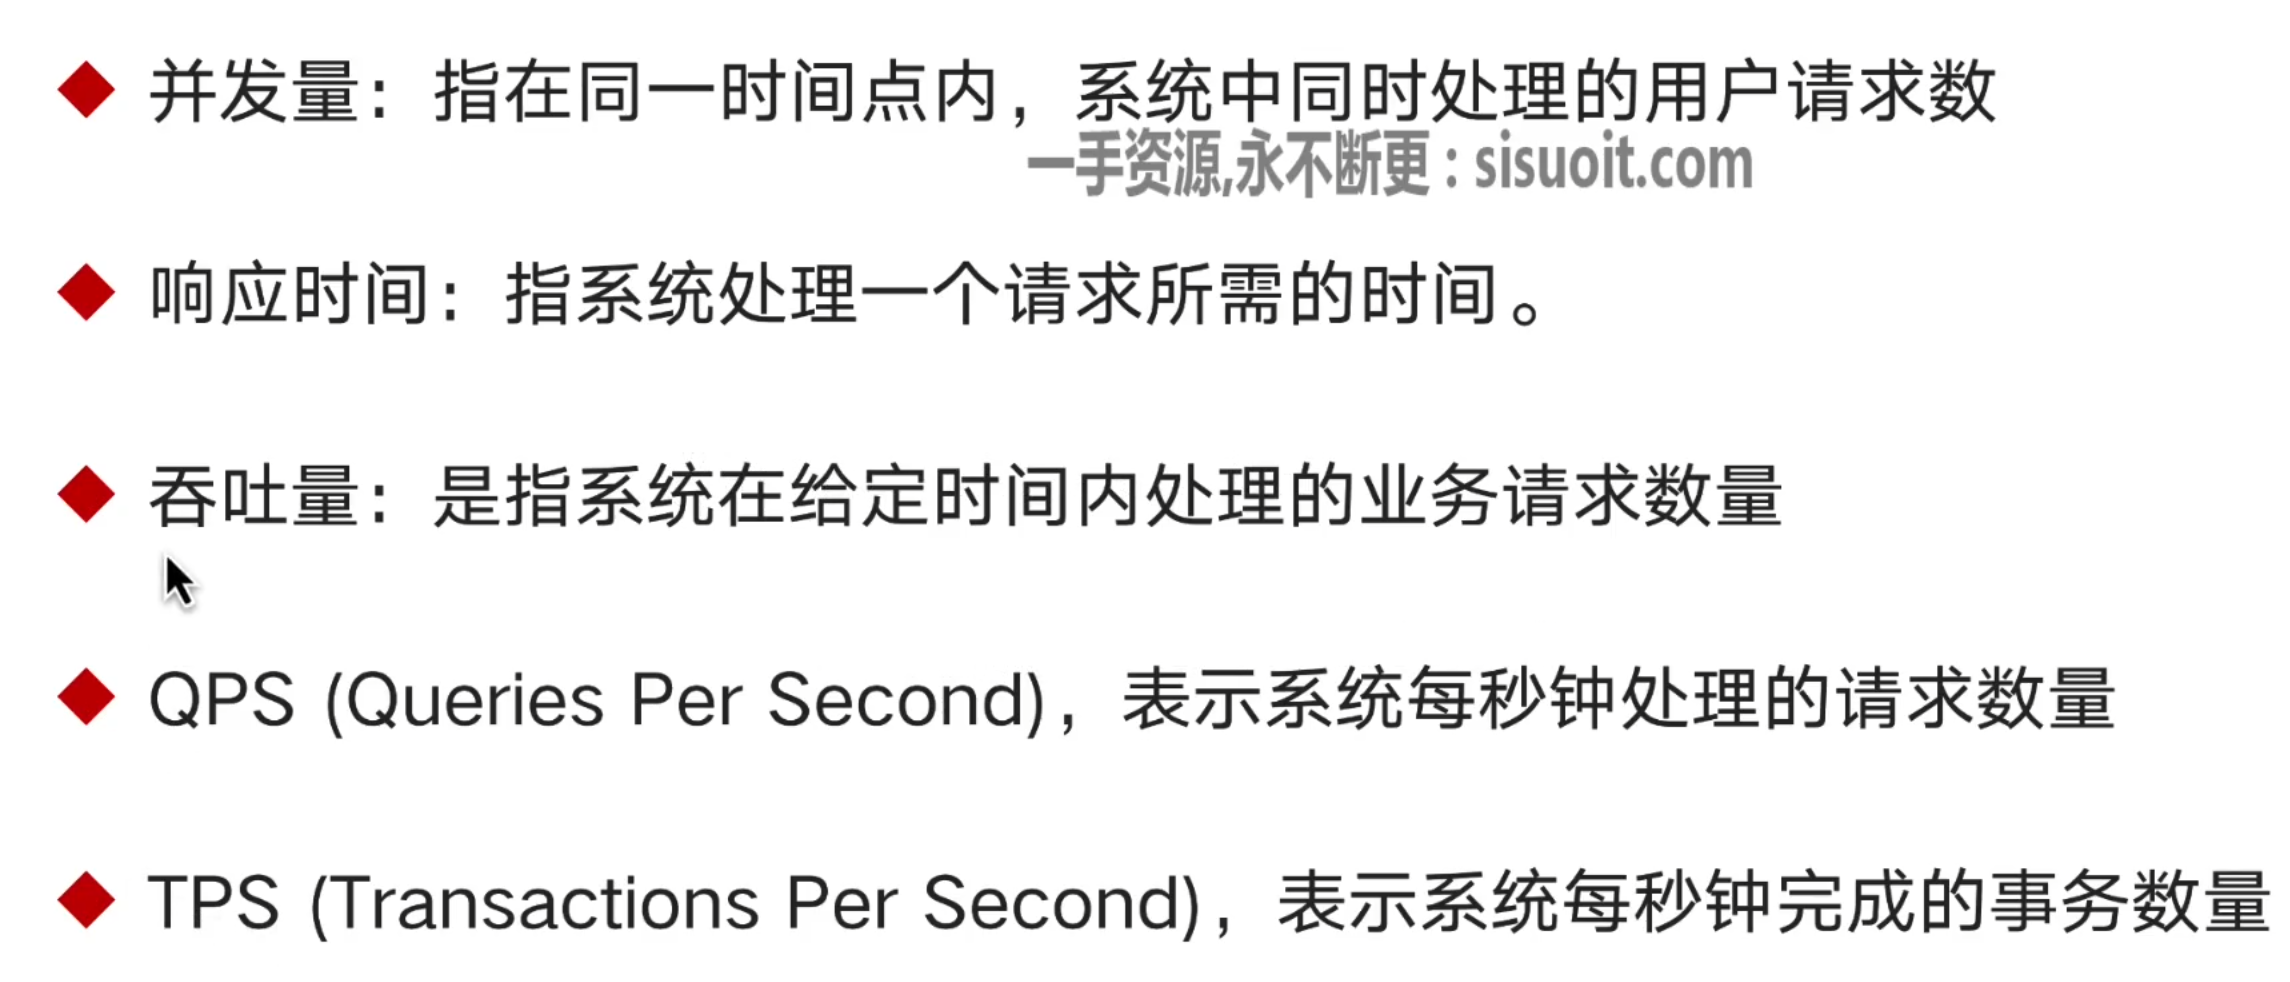 并发量：指在同一时间点内，系统中同时处理的用户请求数
一手资源,永不断更：sisuoit.com
响应时间：指系统处理一个请求所需的时间。
吞吐量：是指系统在给定时间内处理的业务请求数量
QPS (Queries Per Second)，表示系统每秒钟处理的请求数量
TPS (Transactions Per Second)，表示系统每秒钟完成的事务数量